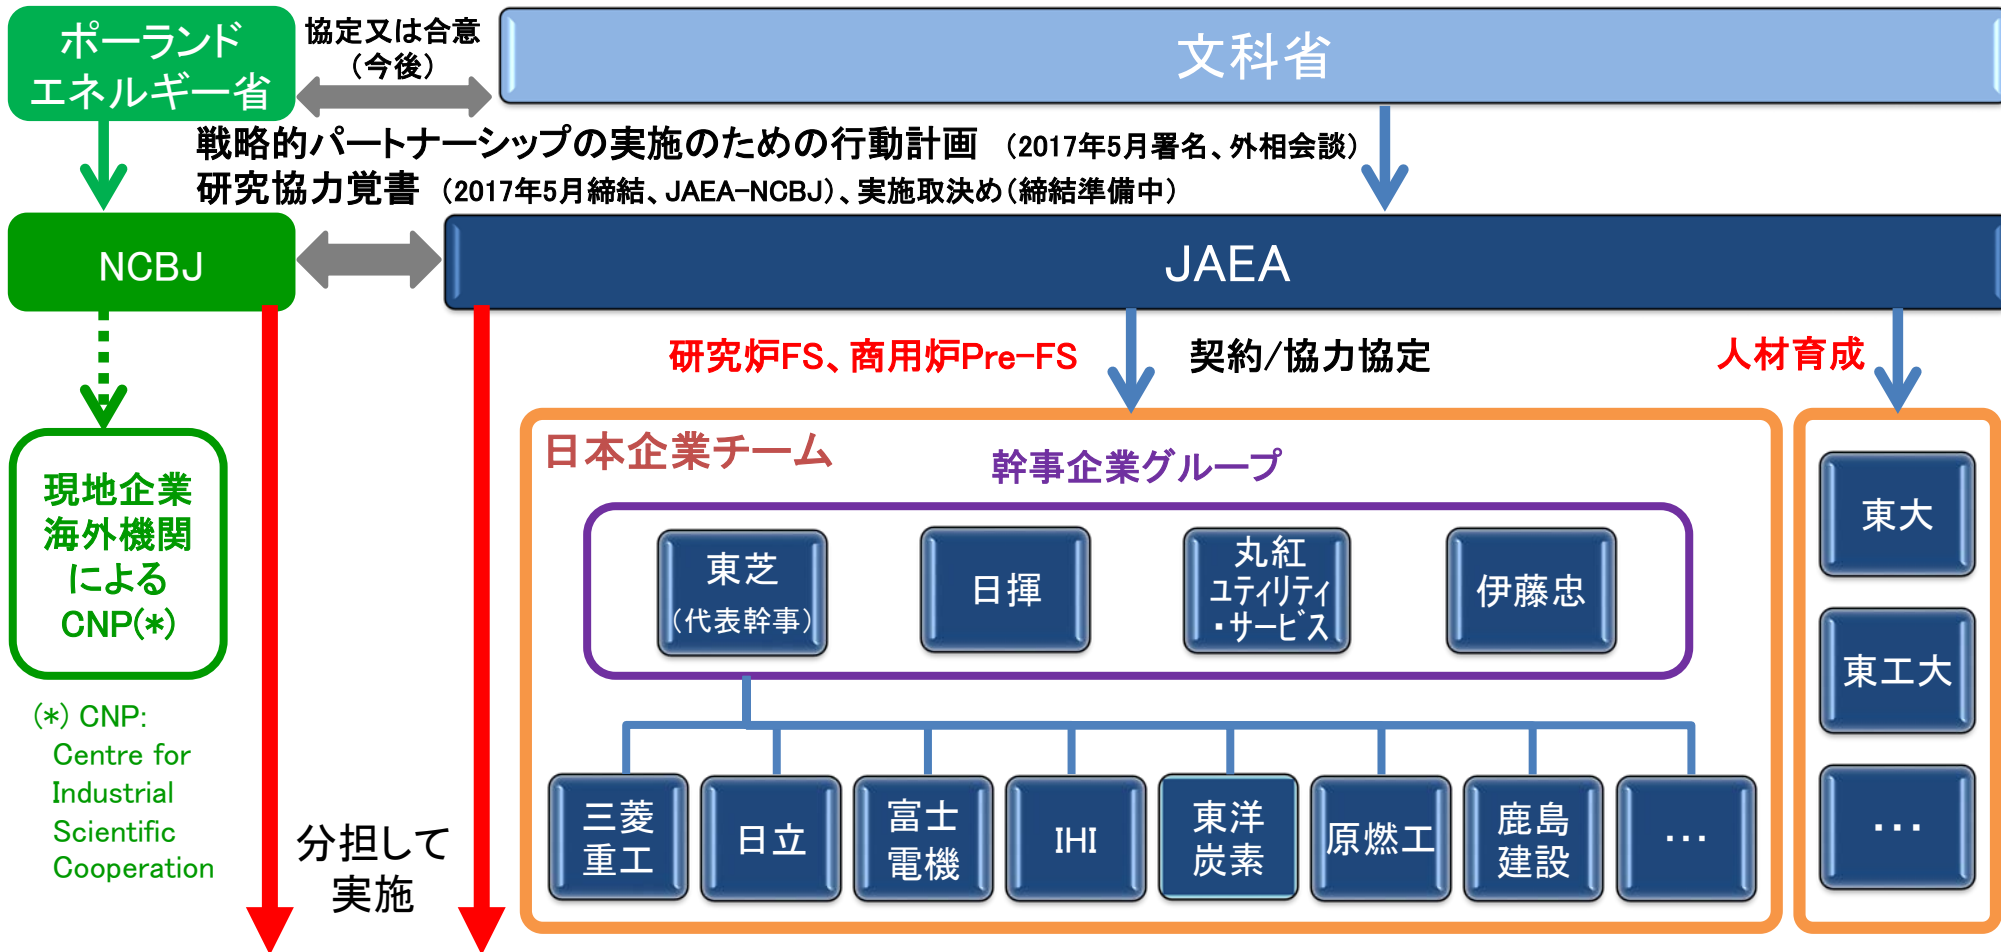 ポーランド
エネルギー省
協定又は合意
（今後）
文科省
戦略的パートナーシップの実施のための行動計画 （2017年5月署名、外相会談）
研究協力覚書 （2017年5月締結、JAEA-NCBJ）、実施取決め（締結準備中）
NCBJ
JAEA
研究炉FS、商用炉Pre-FS
契約/協力協定
人材育成
現地企業
海外機関
による
CNP(*)
(*) CNP:
Centre for
Industrial
Scientific
Cooperation
分担して
実施
日本企業チーム
幹事企業グループ
東芝
（代表幹事）
日揮
丸紅
ユティリティ
・サービス
伊藤忠
三菱
重工
日立
富士
電機
IHI
東洋
炭素
原燃工
鹿島
建設
…
東大
東工大
…